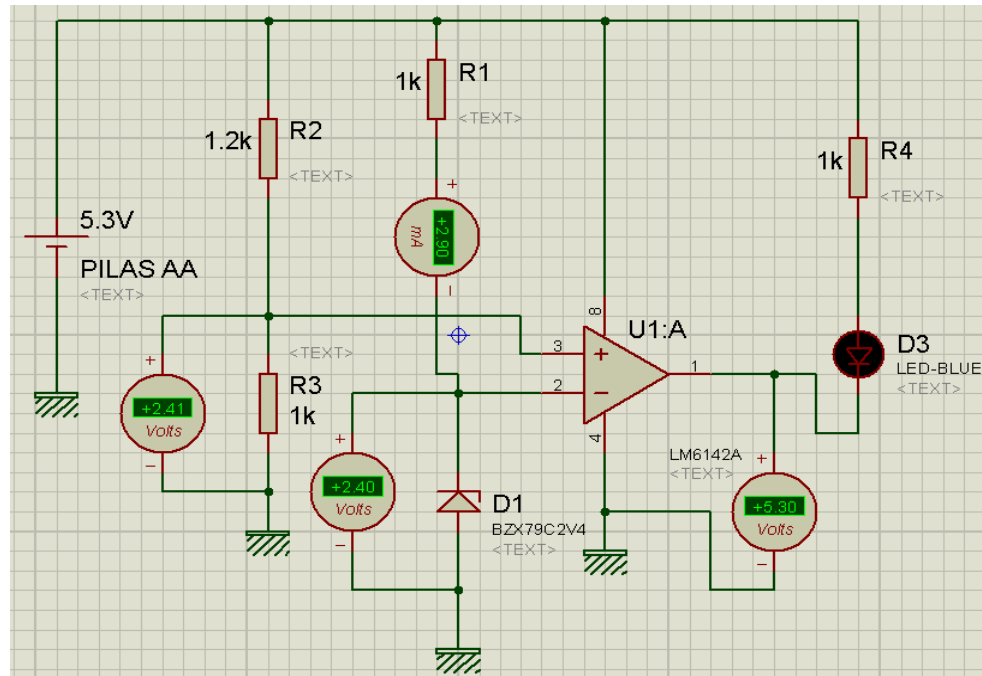 1k
R1
<TEXT>
1.2k
R2
<TEXT>
1k
R4
<TEXT>
5.3V
PILAS AA
<TEXT>
+
+2.90
mA
-
8
U1:A
3
+
2
-
1
4
LM6142A
<TEXT>
D3
LED-BLUE
<TEXT>
<TEXT>
R3
1k
+
+2.41
Volts
-
+
+2.40
Volts
-
D1
BZX79C2V4
<TEXT>
+
+5.30
Volts
-